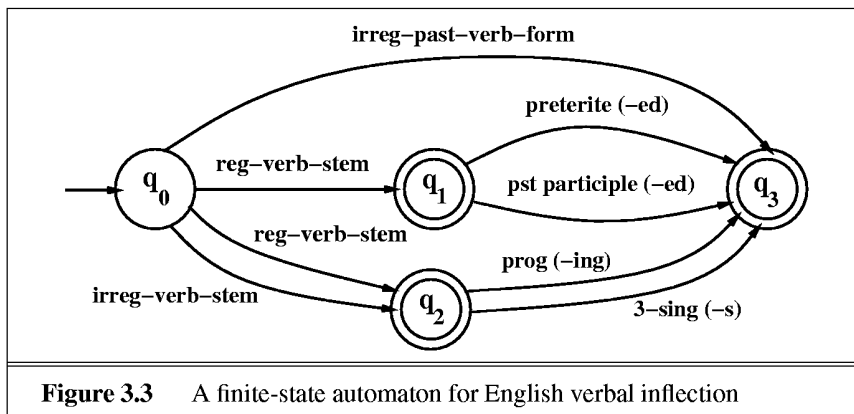 irreg–past–verb–form
preterite (–ed)
reg–verb–stem
q0
q1
pst participle (–ed)
q3
reg–verb–stem
prog (–ing)
irreg–verb–stem
q2
3–sing (–s)
Figure 3.3 A finite-state automaton for English verbal inflection